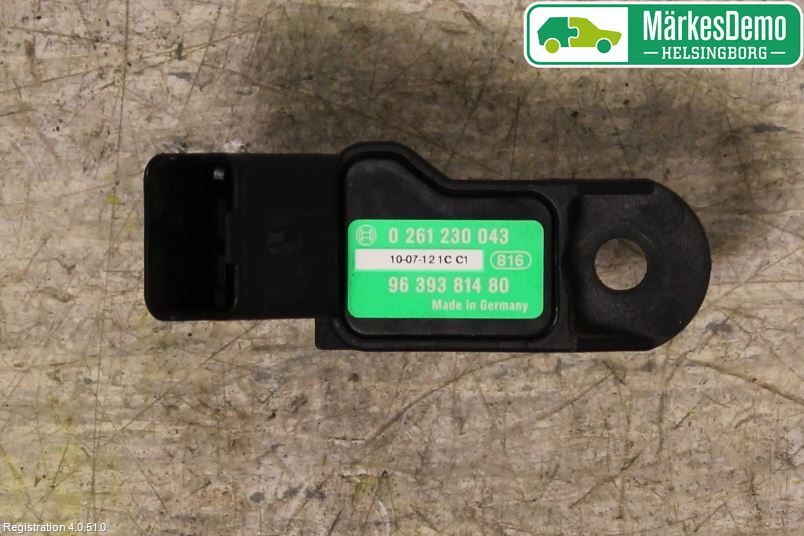 MärkesDemo
HELSINGBORG
0 261 230 043
10-07-12 1C C1 816
96 393 814 80
Made in Germany
Registration 4.0.51.0